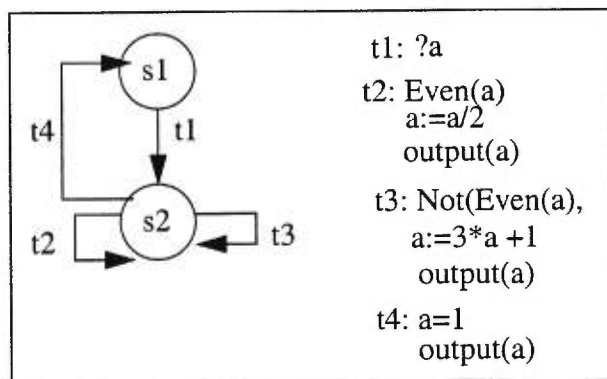 s1
t1
t4
s2
t2
t3
t1: ?a
t2: Even(a)
a:=a/2
output(a)
t3: Not(Even(a),
a:=3*a +1
output(a)
t4: a=1
output(a)